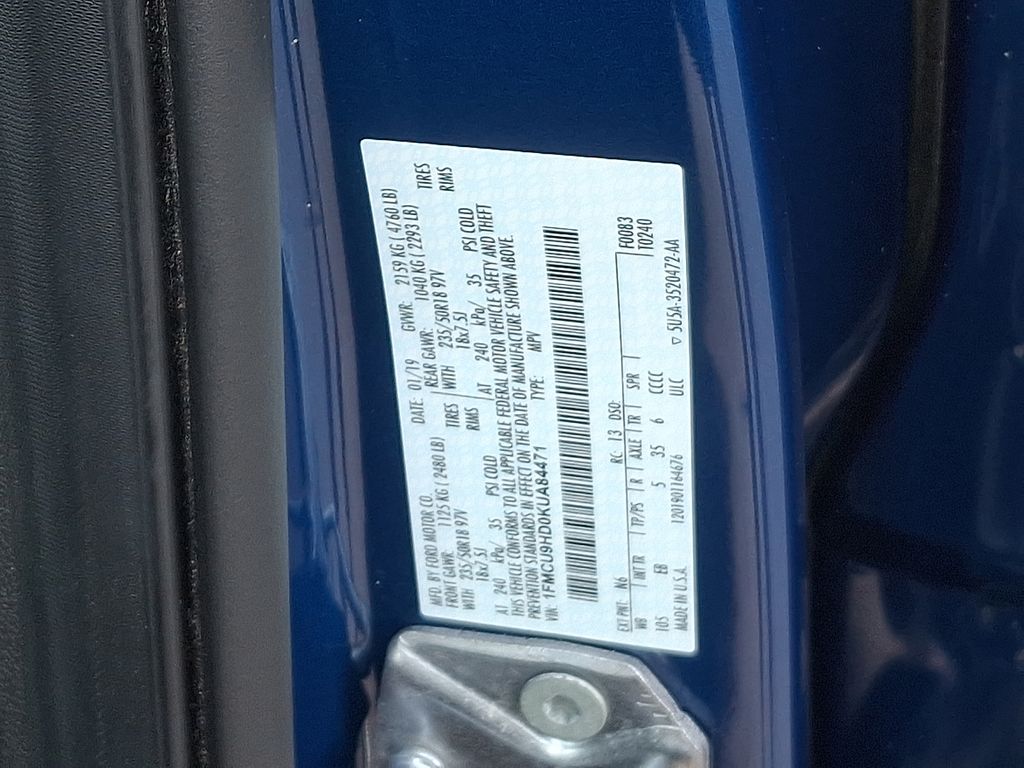 MFD. BY FORD MOTOR CO. DATE: 01/19 GVWR: 2159 KG ( 4760 LB)
FRONT GAWR: 1125 KG ( 2480 LB) REAR GAWR: 1040 KG ( 2293 LB)
WITH 235/50R18 97V TIRES WITH 235/50R18 97V TIRES
18x7.5J RIMS 18x7.5J RIMS
AT 240 kPa/ 35 PSI COLD AT 240 kPa/ 35 PSI COLD
THIS VEHICLE CONFORMS TO ALL APPLICABLE FEDERAL MOTOR VEHICLE SAFETY AND THEFT
PREVENTION STANDARDS IN EFFECT ON THE DATE OF MANUFACTURE SHOWN ABOVE.
VIN: 1FMCU9HD0KUA84471 TYPE: MPV
EXT PNT: N6 RC: 13 DSO: F0083
WB INT TR TP/PS R AXLE TR SPR T0240
105 EB 5 35 6 CCCC
MADE IN U.S.A. 1201901164676 ULC ▽ 5U5A-3520472-AA